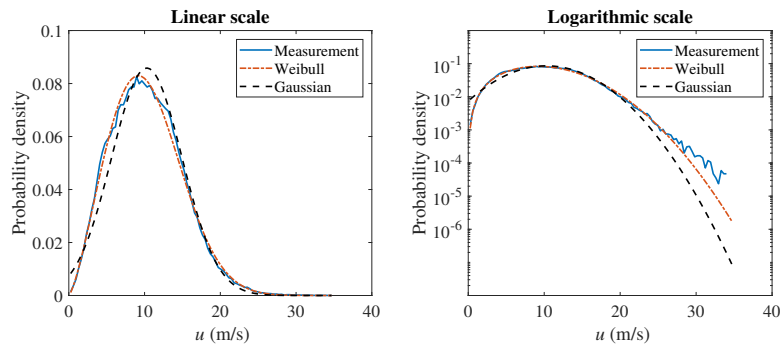 Linear scale
Probability density
0.1
0.08
0.06
0.04
0.02
0
0 10 20 30 40
u (m/s)
Measurement
Weibull
Gaussian
Logarithmic scale
Probability density
10^-1
10^-2
10^-3
10^-4
10^-5
10^-6
0 10 20 30 40
u (m/s)
Measurement
Weibull
Gaussian